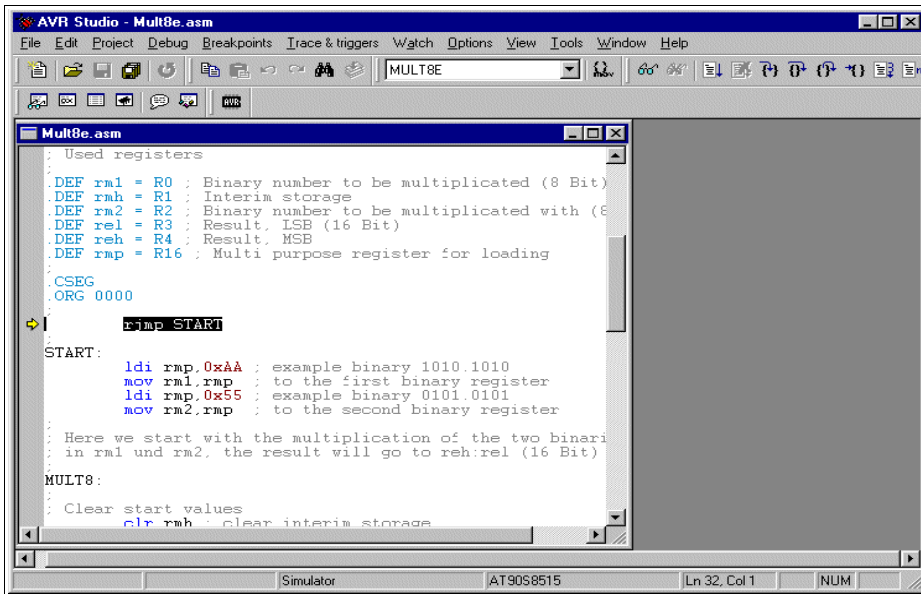 AVR Studio - Mult8e.asm
File Edit Project Debug Breakpoints Trace & triggers Watch Options View Tools Window Help
MULT8E
AVR
Mult8e.asm
; Used registers
;
.DEF rm1 = R0 ; Binary number to be multiplicated (8 Bit)
.DEF rmh = R1 ; Interim storage
.DEF rm2 = R2 ; Binary number to be multiplicated with (8
.DEF rel = R3 ; Result, LSB (16 Bit)
.DEF reh = R4 ; Result, MSB
.DEF rmp = R16 ; Multi purpose register for loading
;
.CSEG
.ORG 0000
;
rjmp START
;
START:
ldi rmp,0xAA ; example binary 1010.1010
mov rm1,rmp ; to the first binary register
ldi rmp,0x55 ; example binary 0101.0101
mov rm2,rmp ; to the second binary register
;
; Here we start with the multiplication of the two binari
; in rm1 und rm2, the result will go to reh:rel (16 Bit)
;
MULT8:
;
; Clear start values
clr rmh ; clear interim storage
Simulator AT90S8515 Ln 32, Col 1 NUM